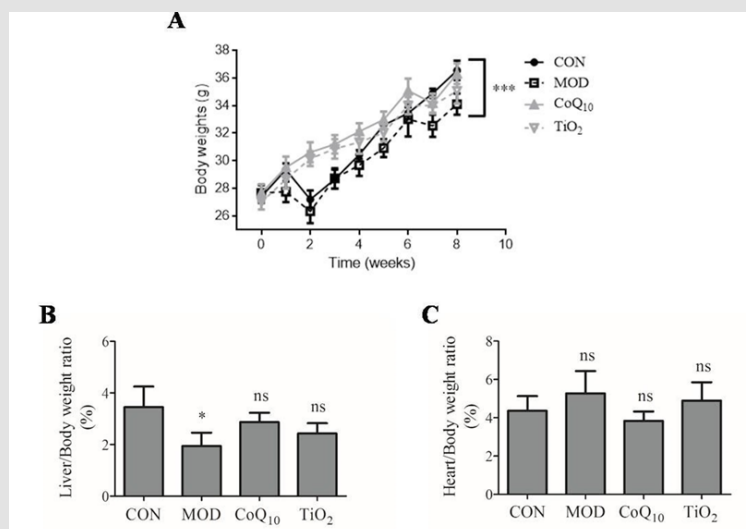 A
38
36
34
32
30
28
26
Body weights (g)
0 2 4 6 8 10
Time (weeks)
***
CON
MOD
CoQ10
TiO2
B
6
4
2
0
Liver/Body weight ratio
(%)
* ns ns
CON MOD CoQ10 TiO2
C
8
6
4
2
0
Heart/Body weight ratio
(%)
ns ns ns
CON MOD CoQ10 TiO2